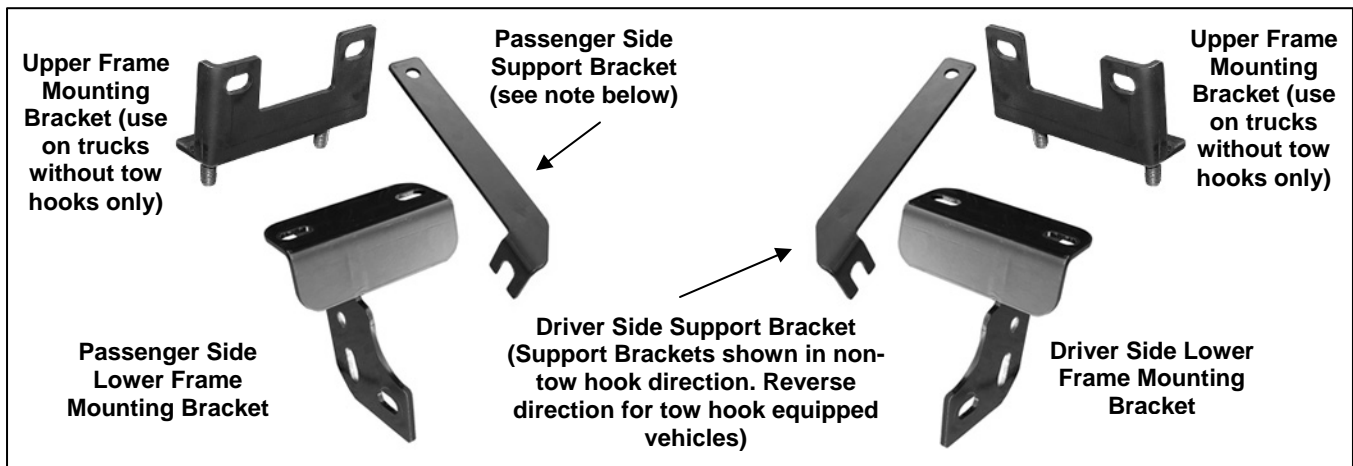 Upper Frame
Mounting
Bracket (use
on trucks
without tow
hooks only)
Passenger Side
Support Bracket
(see note below)
Upper Frame
Mounting
Bracket (use
on trucks
without tow
hooks only)
Passenger Side
Lower Frame
Mounting Bracket
Driver Side Support Bracket
(Support Brackets shown in non-
tow hook direction. Reverse
direction for tow hook equipped
vehicles)
Driver Side Lower
Frame Mounting
Bracket